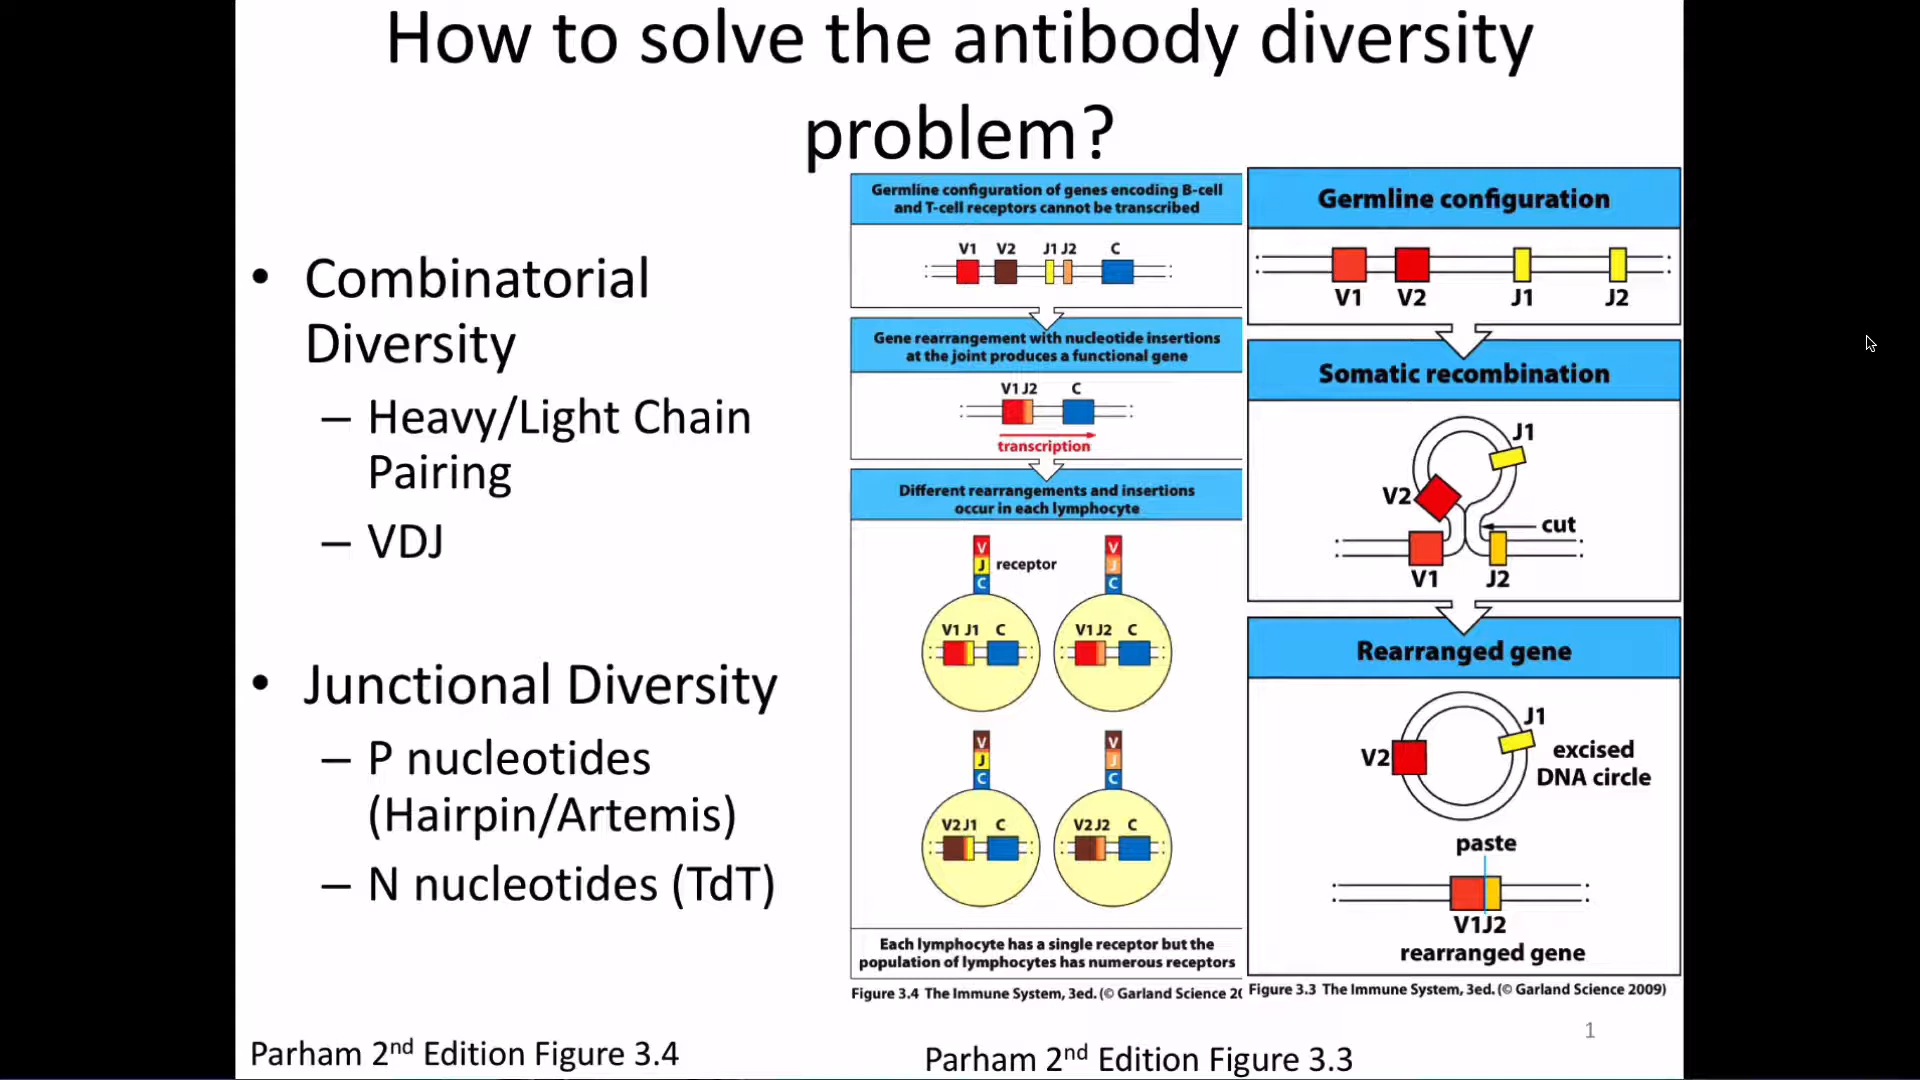 How to solve the antibody diversity
problem?
• Combinatorial
Diversity
– Heavy/Light Chain
Pairing
– VDJ
• Junctional Diversity
– P nucleotides
(Hairpin/Artemis)
– N nucleotides (TdT)
Germline configuration of genes encoding B-cell
and T-cell receptors cannot be transcribed
V1 V2 J1 J2 C
Gene rearrangement with nucleotide insertions
at the joint produces a functional gene
V1 J2 C
transcription
Different rearrangements and insertions
occur in each lymphocyte
V V
J receptor J
C C
V1 J1 C V1 J2 C
V V
J J
C C
V2 J1 C V2 J2 C
Each lymphocyte has a single receptor but the
population of lymphocytes has numerous receptors
Figure 3.4 The Immune System, 3ed. (© Garland Science 20
Germline configuration
V1 V2 J1 J2
Somatic recombination
J1
V2
cut
V1 J2
Rearranged gene
J1
V2
excised
DNA circle
paste
V1J2
rearranged gene
Figure 3.3 The Immune System, 3ed. (© Garland Science 2009)
1
Parham 2nd Edition Figure 3.4
Parham 2nd Edition Figure 3.3